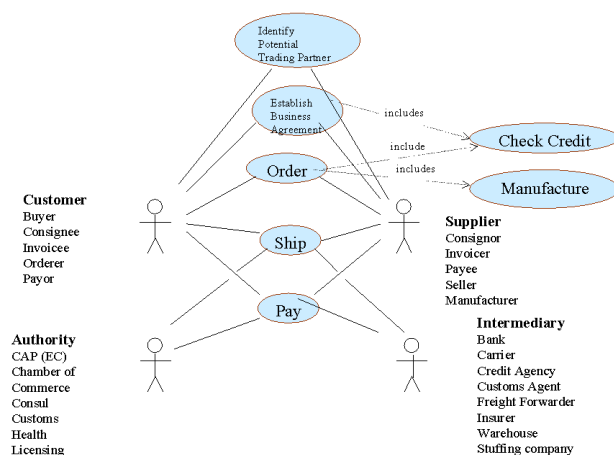 Identify
Potential
Trading Partner
Establish
Business
Agreement
includes
include
includes
Check Credit
Order
Manufacture
Customer
Buyer
Consignee
Invoicee
Orderer
Payor
Ship
Supplier
Consignor
Invoicer
Payee
Seller
Manufacturer
Pay
Authority
CAP (EC)
Chamber of
Commerce
Consul
Customs
Health
Licensing
Intermediary
Bank
Carrier
Credit Agency
Customs Agent
Freight Forwarder
Insurer
Warehouse
Stuffing company